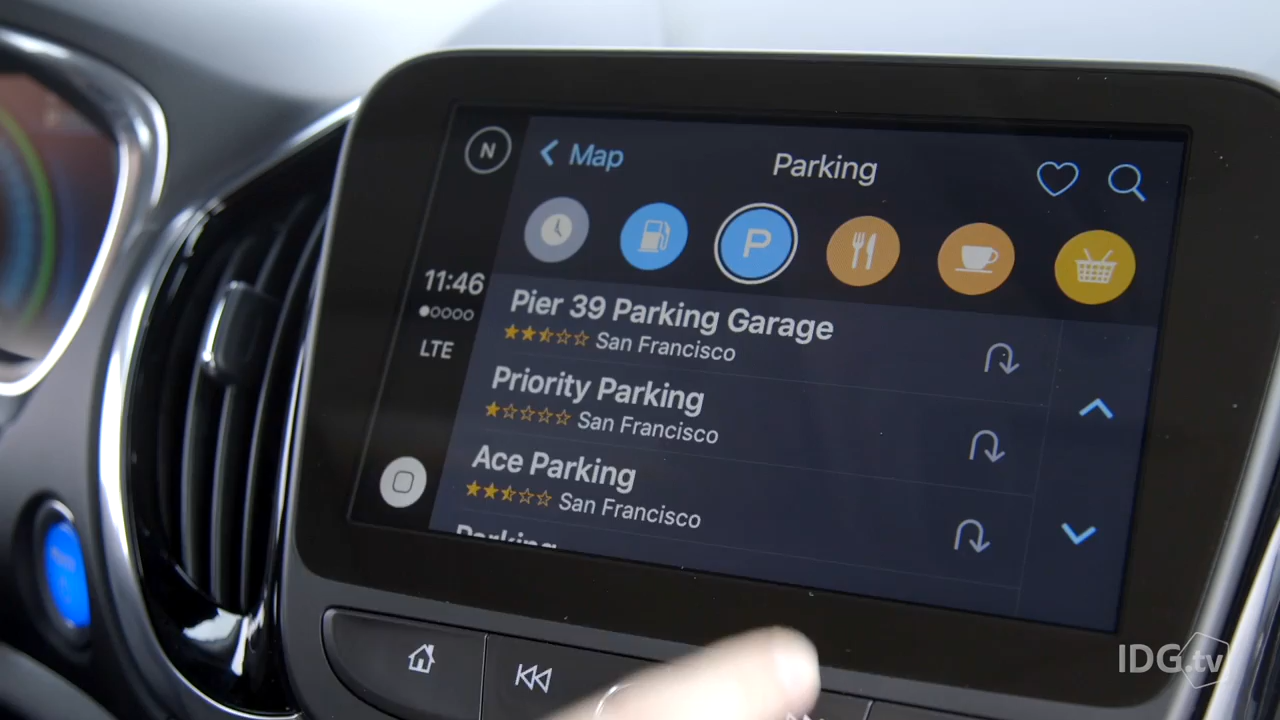 N
Map
Parking
P
11:46
LTE
Pier 39 Parking Garage
San Francisco
Priority Parking
San Francisco
Ace Parking
San Francisco
Parking
IDG.tv